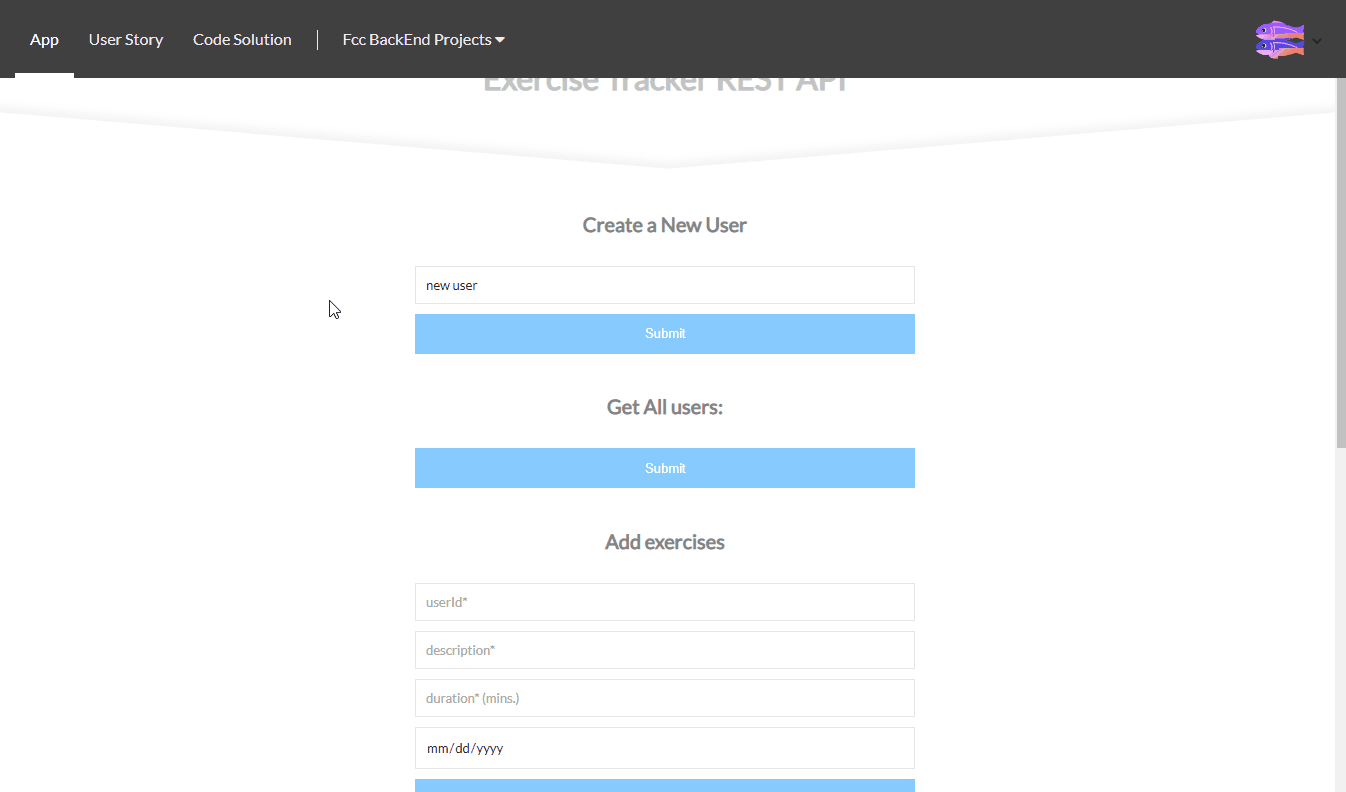 App User Story Code Solution Fcc BackEnd Projects
Exercise Tracker REST API
Create a New User
new user
Submit
Get All users:
Submit
Add exercises
userId*
description*
duration* (mins.)
mm/dd/yyyy